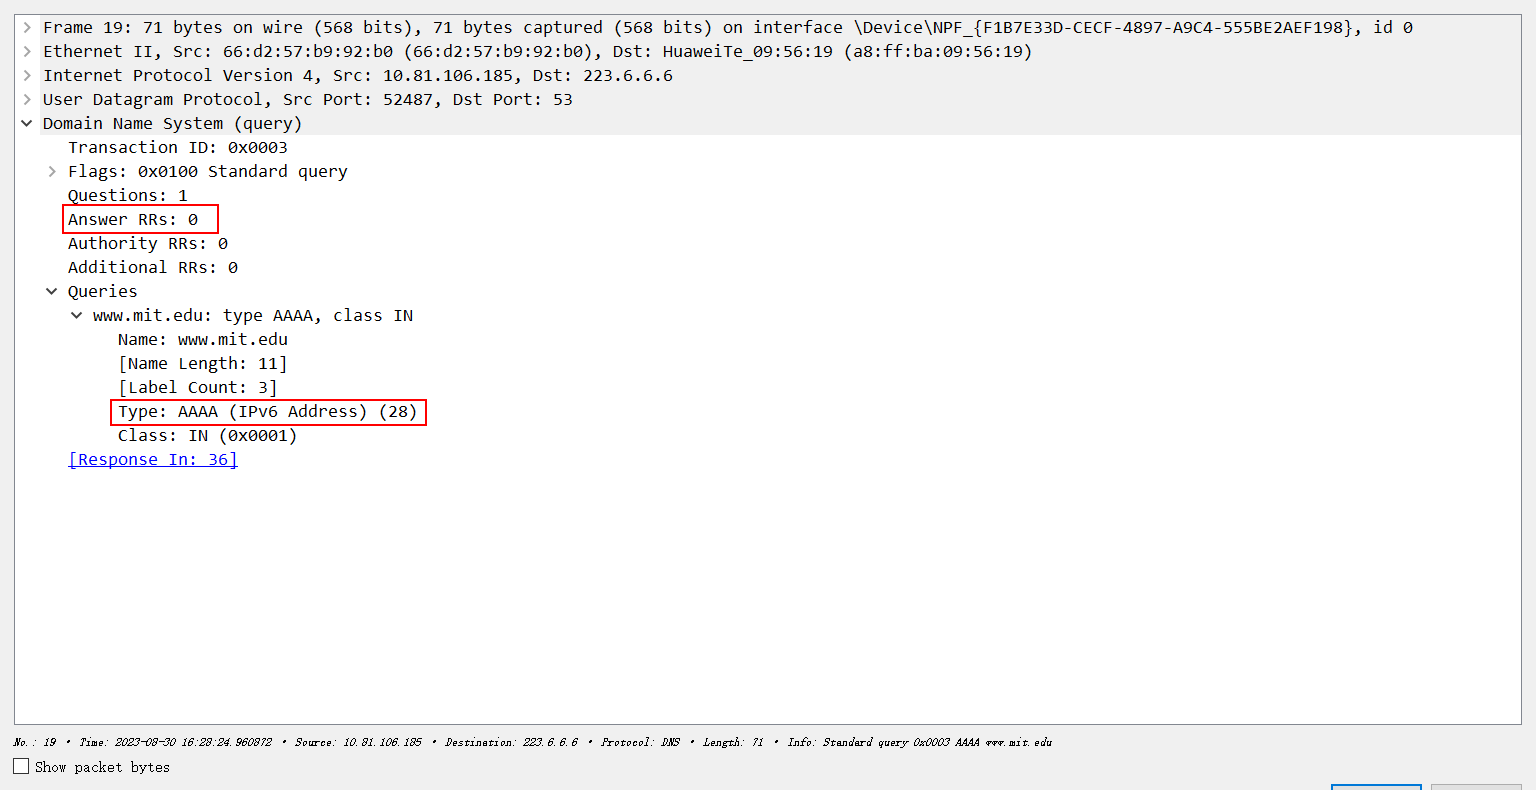 Frame 19: 71 bytes on wire (568 bits), 71 bytes captured (568 bits) on interface \Device\NPF_{F1B7E33D-CECF-4897-A9C4-555BE2AEF198}, id 0
Ethernet II, Src: 66:d2:57:b9:92:b0 (66:d2:57:b9:92:b0), Dst: HuaweiTe_09:56:19 (a8:ff:ba:09:56:19)
Internet Protocol Version 4, Src: 10.81.106.185, Dst: 223.6.6.6
User Datagram Protocol, Src Port: 52487, Dst Port: 53
Domain Name System (query)
Transaction ID: 0x0003
Flags: 0x0100 Standard query
Questions: 1
Answer RRs: 0
Authority RRs: 0
Additional RRs: 0
Queries
www.mit.edu: type AAAA, class IN
Name: www.mit.edu
[Name Length: 11]
[Label Count: 3]
Type: AAAA (IPv6 Address) (28)
Class: IN (0x0001)
[Response In: 36]
No.: 19 · Time: 2023-08-30 16:28:24.960872 · Source: 10.81.106.185 · Destination: 223.6.6.6 · Protocol: DNS · Length: 71 · Info: Standard query 0x0003 AAAA www.mit.edu
Show packet bytes